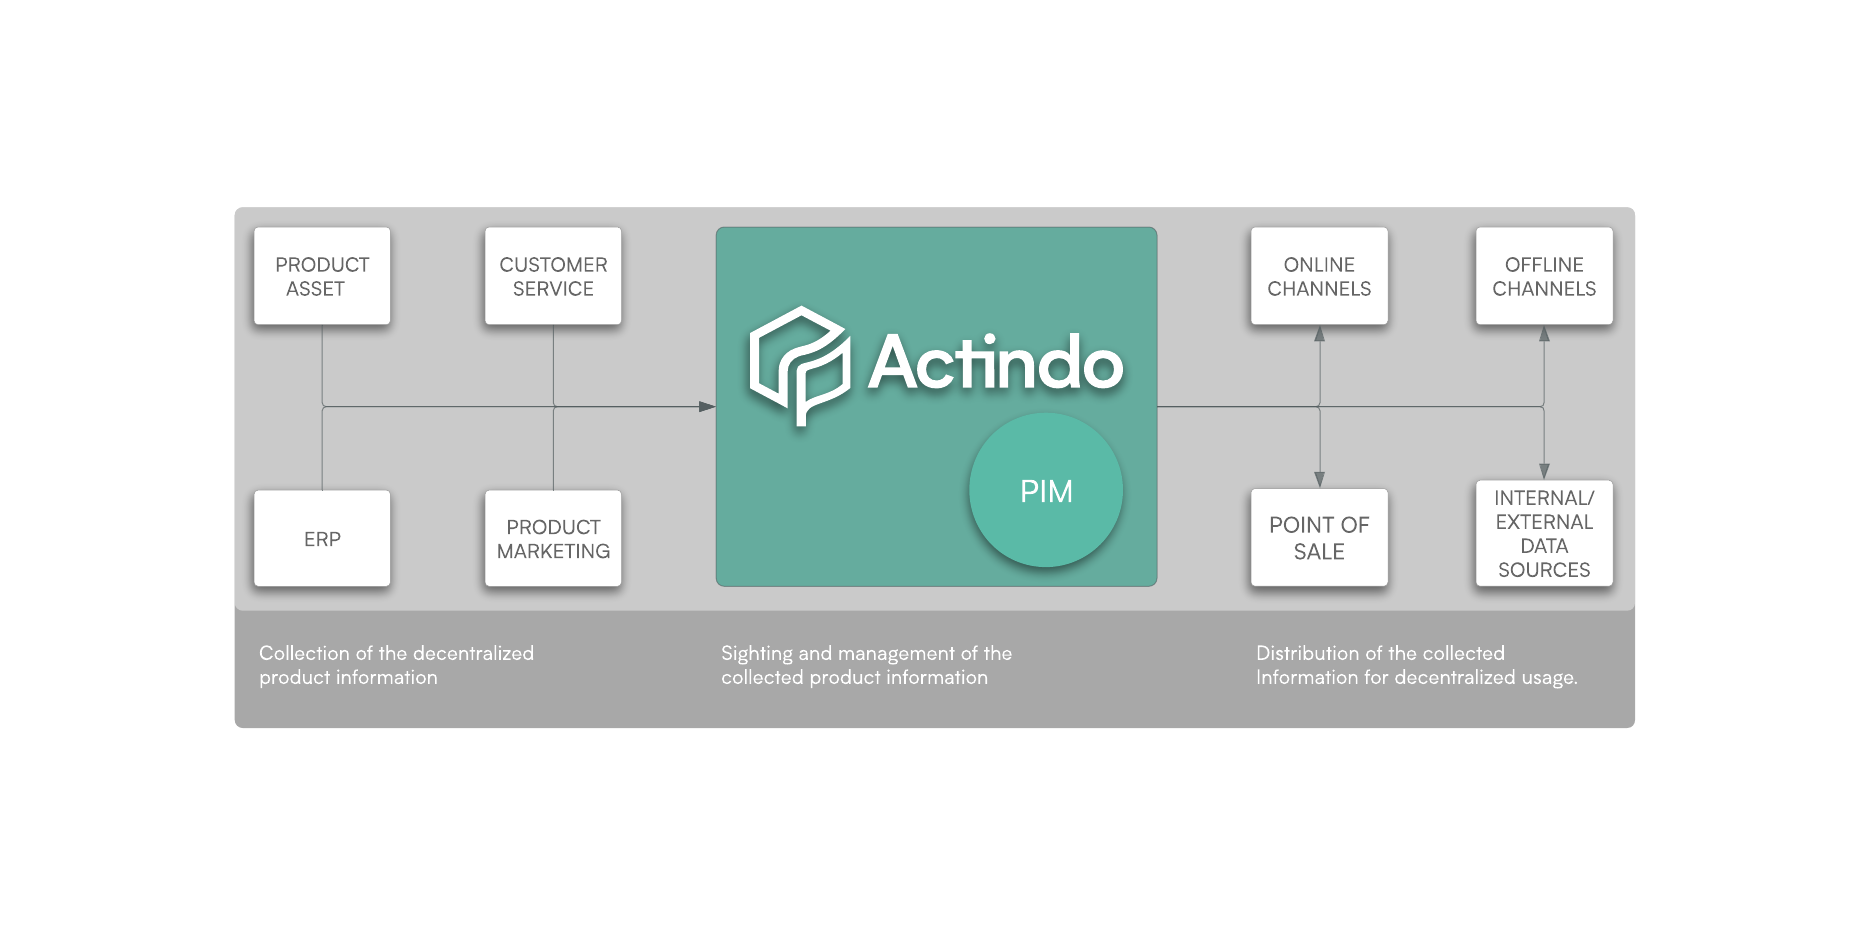 PRODUCT
ASSET
CUSTOMER
SERVICE
ERP
PRODUCT
MARKETING
Actindo
PIM
ONLINE
CHANNELS
OFFLINE
CHANNELS
POINT OF
SALE
INTERNAL/
EXTERNAL
DATA
SOURCES
Collection of the decentralized
product information
Sighting and management of the
collected product information
Distribution of the collected
Information for decentralized usage.